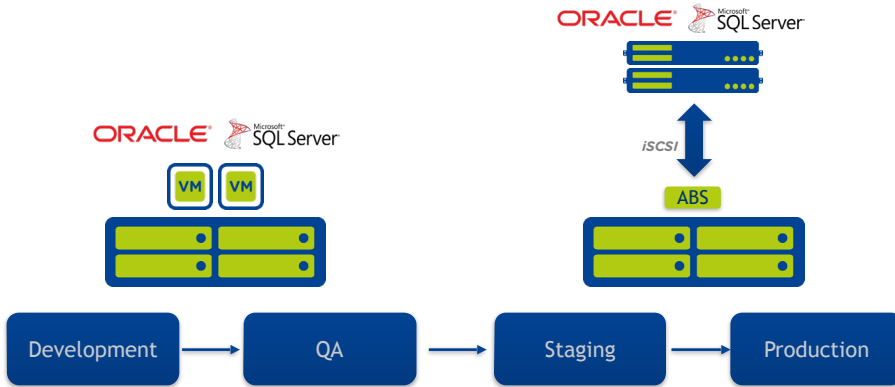 ORACLE Microsoft SQL Server
iSCSI
ORACLE Microsoft SQL Server
VM VM
ABS
Development QA Staging Production